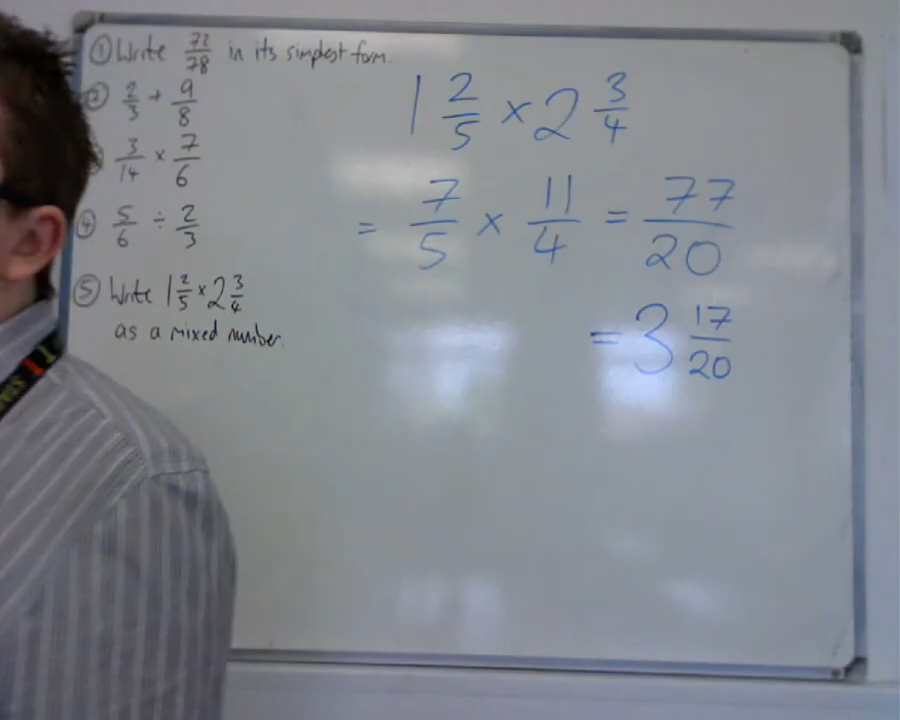 ① Write 72/78 in its simplest form.
② 2/3 + 9/8
3/14 × 7/6
④ 5/6 ÷ 2/3
⑤ Write 1 2/5 × 2 3/4
as a mixed number.
1 2/5 × 2 3/4
= 7/5 × 11/4 = 77/20
= 3 17/20